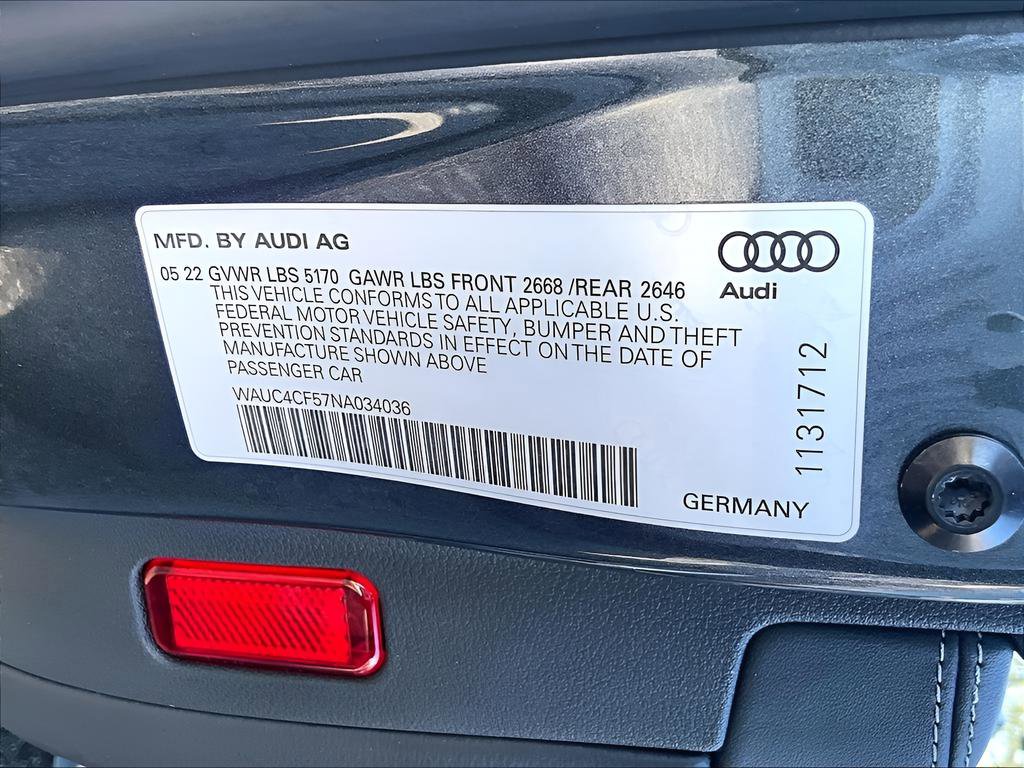 MFD. BY AUDI AG
Audi
05 22 GVWR LBS 5170 GAWR LBS FRONT 2668 /REAR 2646
THIS VEHICLE CONFORMS TO ALL APPLICABLE U.S.
FEDERAL MOTOR VEHICLE SAFETY, BUMPER AND THEFT
PREVENTION STANDARDS IN EFFECT ON THE DATE OF
MANUFACTURE SHOWN ABOVE
PASSENGER CAR
WAUC4CF57NA034036
1131712
GERMANY